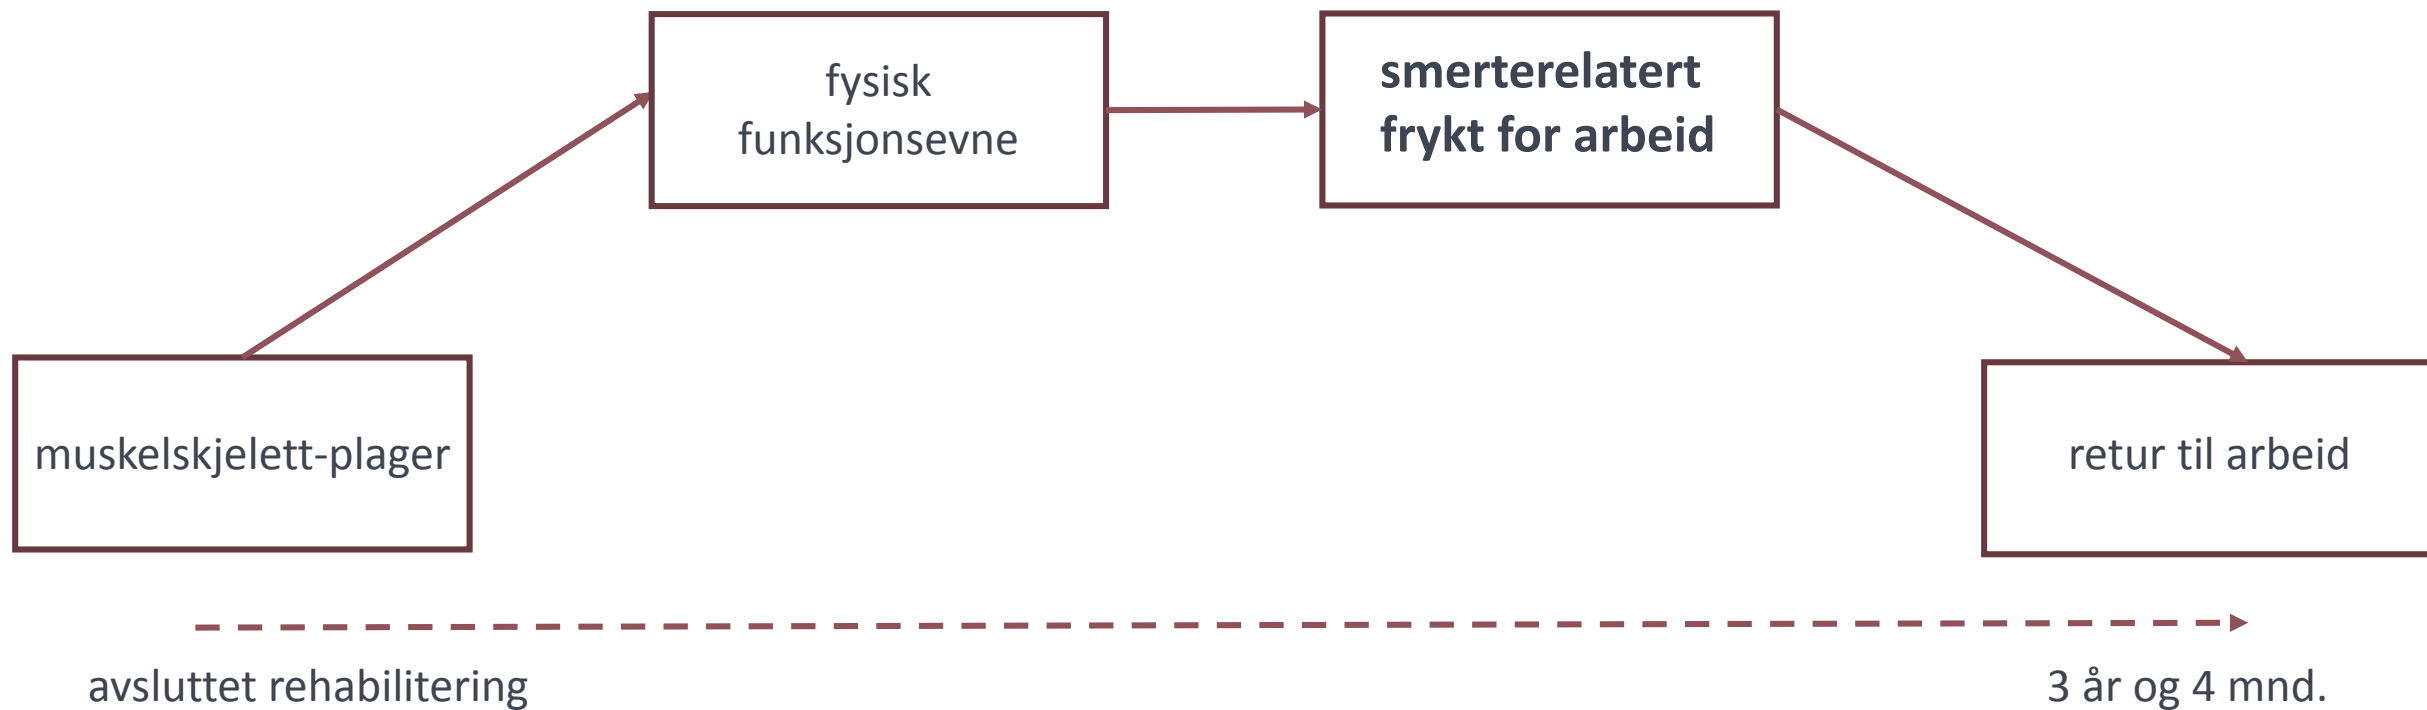 fysisk
funksjonsevne
smerterelatert
frykt for arbeid
muskelskjelett-plager
retur til arbeid
avsluttet rehabilitering
3 år og 4 mnd.